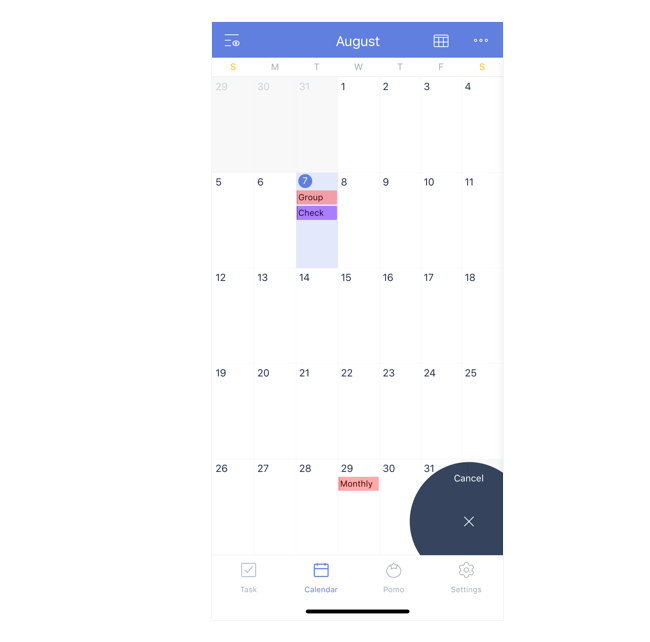 August
S M T W T F S
29 30 31 1 2 3 4
5 6 7 8 9 10 11
Group
Check
12 13 14 15 16 17 18
19 20 21 22 23 24 25
26 27 28 29 30 31
Monthly
Cancel
Task Calendar Pomo Settings